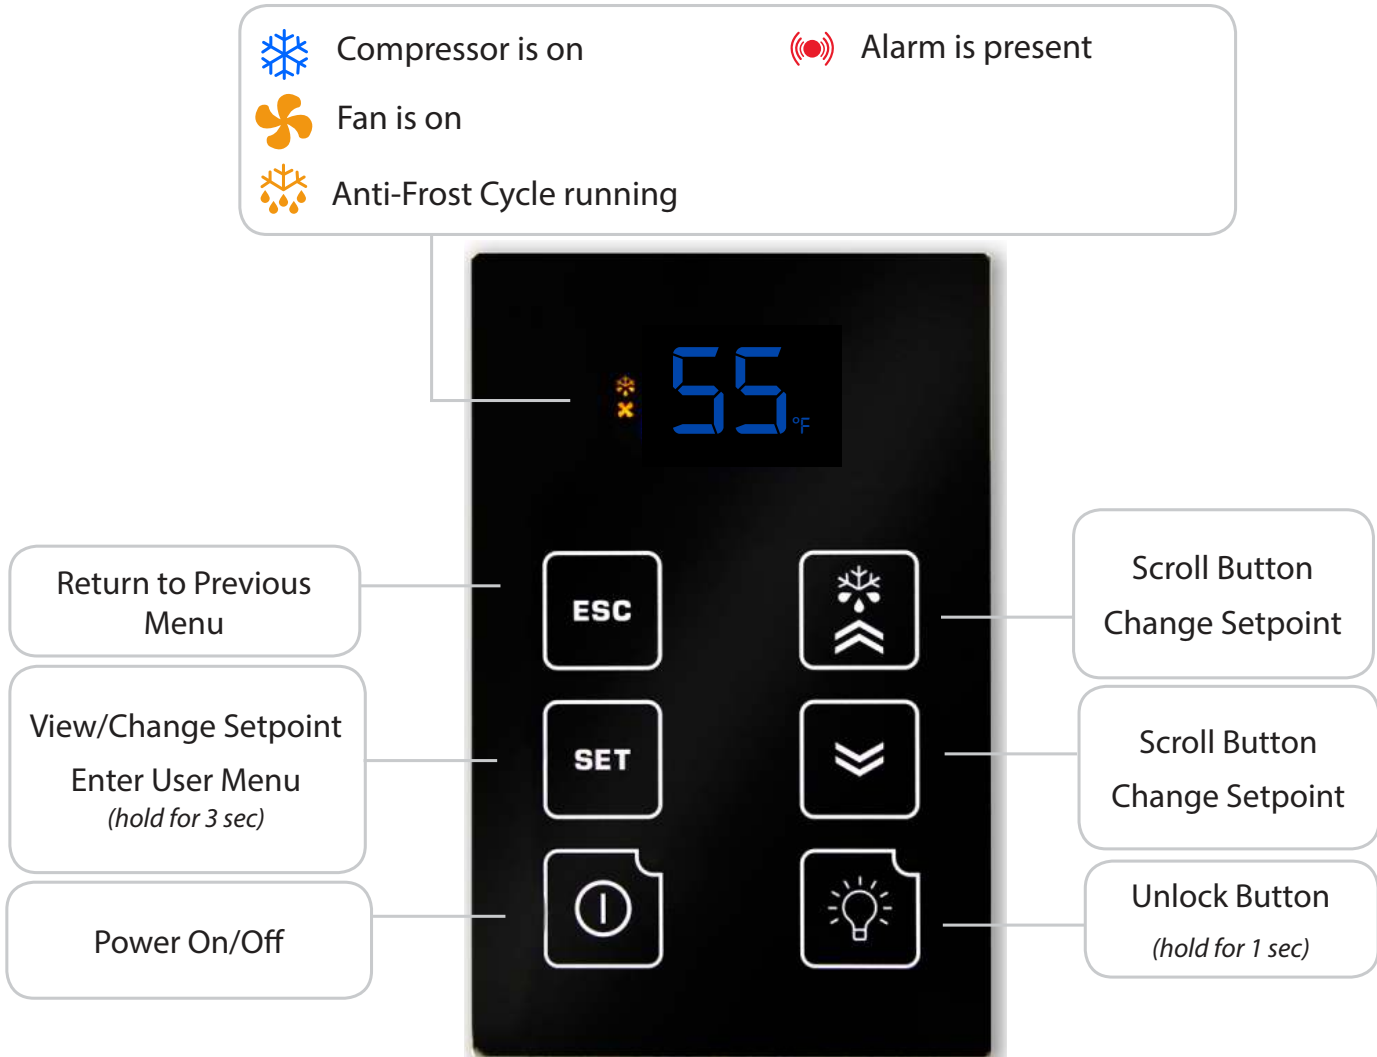 Compressor is on
Alarm is present
Fan is on
Anti-Frost Cycle running
55 °F
Return to Previous
Menu
ESC
Scroll Button
Change Setpoint
View/Change Setpoint
Enter User Menu
(hold for 3 sec)
SET
Scroll Button
Change Setpoint
Power On/Off
Unlock Button
(hold for 1 sec)